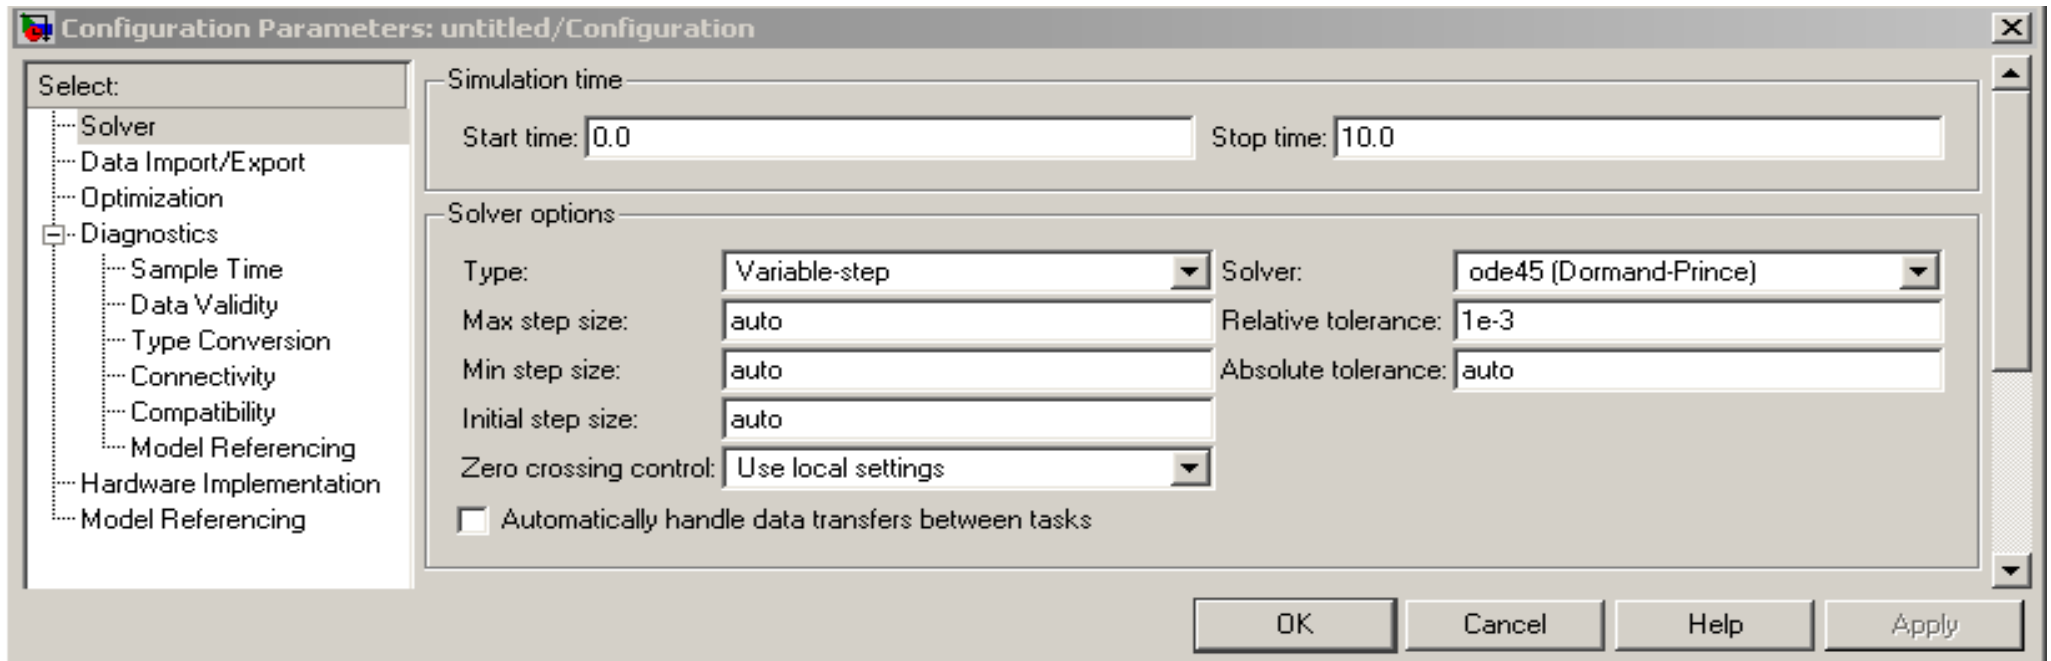 Configuration Parameters: untitled/Configuration
Select:
Solver
Data Import/Export
Optimization
Diagnostics
Sample Time
Data Validity
Type Conversion
Connectivity
Compatibility
Model Referencing
Hardware Implementation
Model Referencing
Simulation time
Start time: 0.0 Stop time: 10.0
Solver options
Type: Variable-step Solver: ode45 (Dormand-Prince)
Max step size: auto Relative tolerance: 1e-3
Min step size: auto Absolute tolerance: auto
Initial step size: auto
Zero crossing control: Use local settings
Automatically handle data transfers between tasks
OK Cancel Help Apply